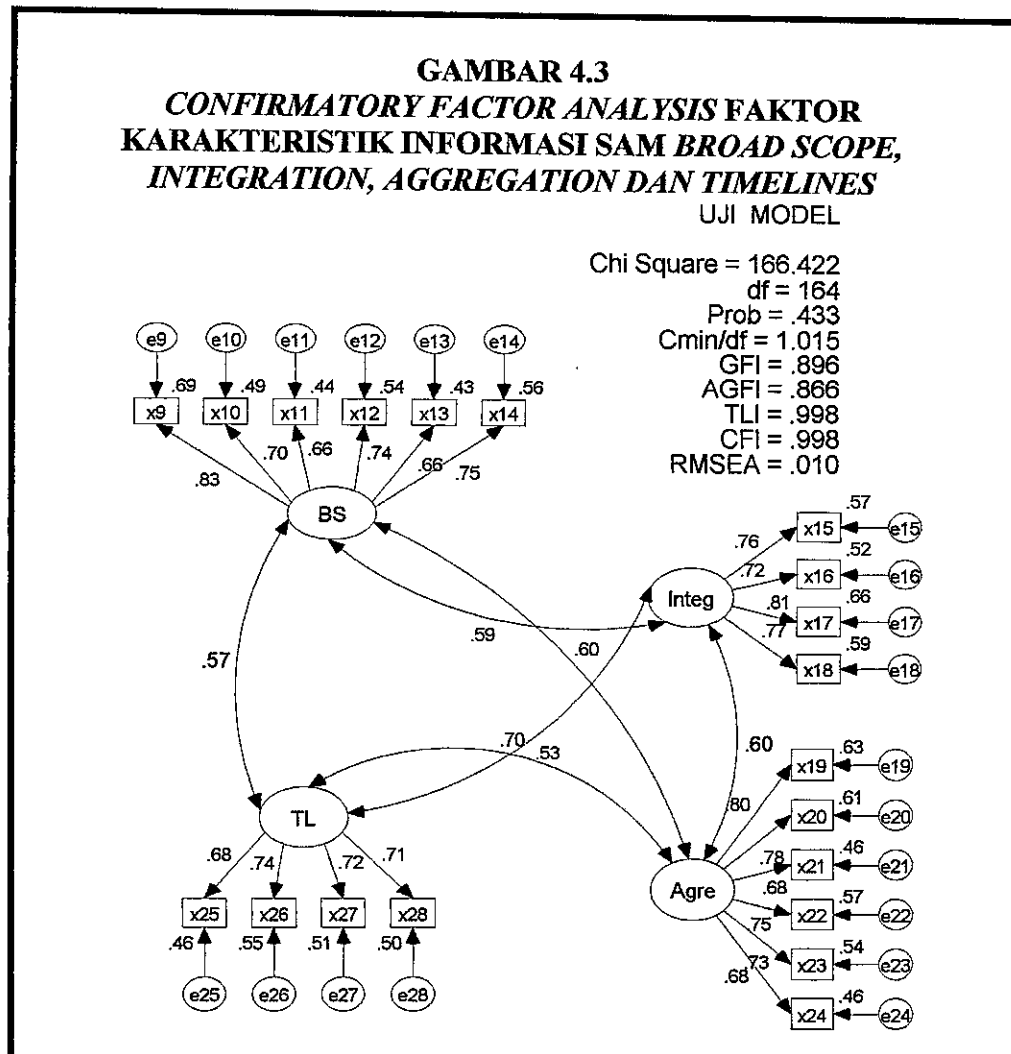 GAMBAR 4.3
CONFIRMATORY FACTOR ANALYSIS FAKTOR
KARAKTERISTIK INFORMASI SAM BROAD SCOPE,
INTEGRATION, AGGREGATION DAN TIMELINES
UJI MODEL
Chi Square = 166.422
df = 164
Prob = .433
Cmin/df = 1.015
GFI = .896
AGFI = .866
TLI = .998
CFI = .998
RMSEA = .010
e9 e10 e11 e12 e13 e14
.69 .49 .44 .54 .43 .56
x9 x10 x11 x12 x13 x14
.83 .70 .66 .74 .66 .75
BS
.57
x15 e15
.76
.52
.72 x16 e16
Integ
.66
.81 x17 e17
.59
.77
x18 e18
.59 .60
.57
.70 .53
.60
.63
x19 e19
.80
.61
x20 e20
TL
.46
.78 x21 e21
Agre
.57
.68 x22 e22
.75
.54
x23 e23
.73
.68
.46
x24 e24
.68 .74 .72 .71
x25 x26 x27 x28
.46 .55 .51 .50
e25 e26 e27 e28